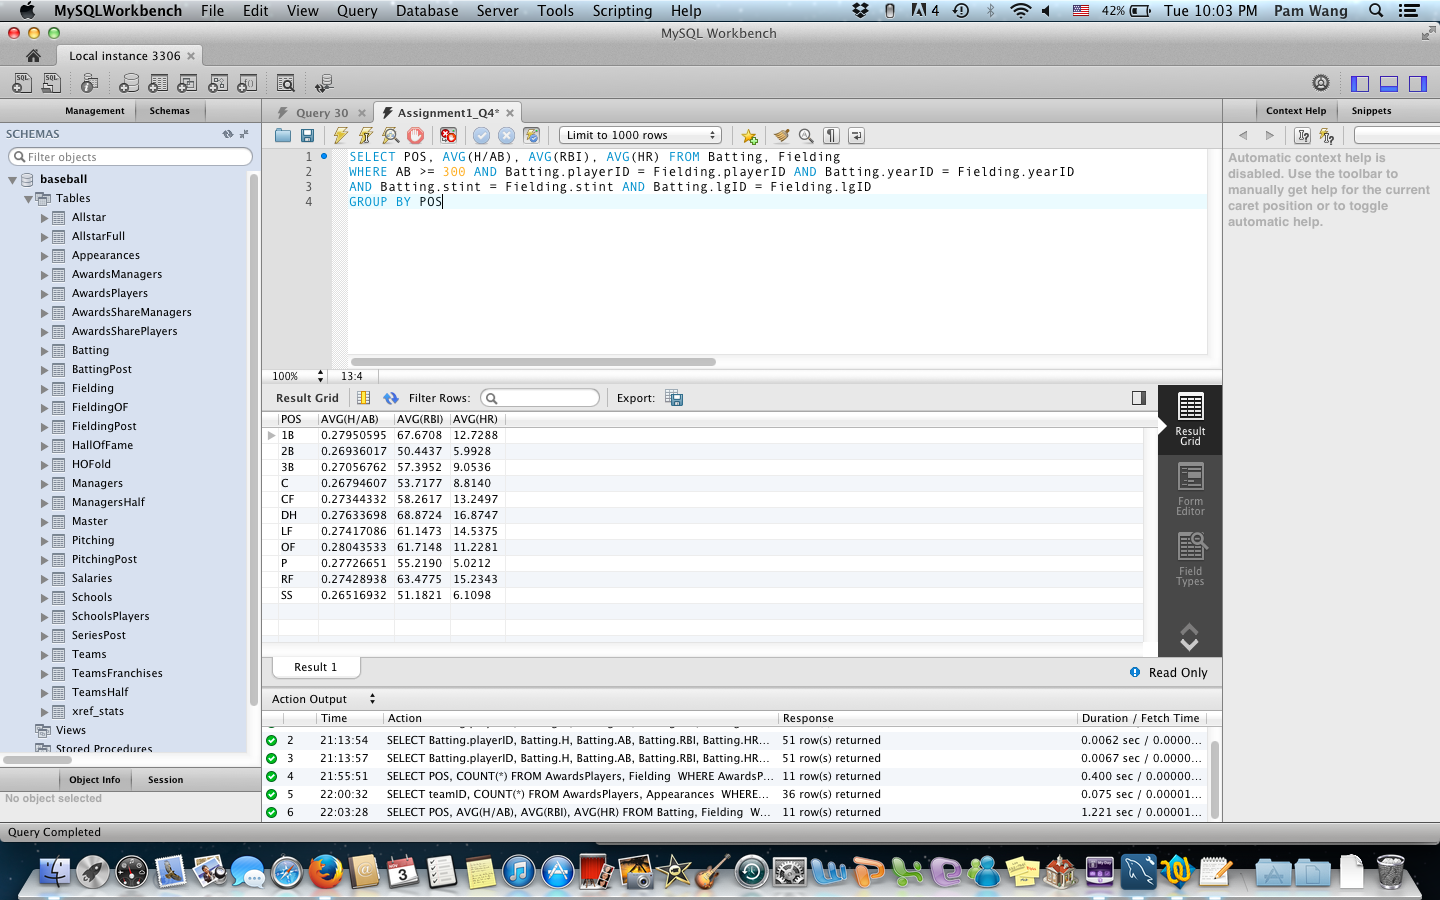 MySQLWorkbench File Edit View Query Database Server Tools Scripting Help 4 42% Tue 10:03 PM Pam Wang
MySQL Workbench
Local instance 3306
Management Schemas
Query 30 Assignment1_Q4*
Context Help Snippets
SCHEMAS
Limit to 1000 rows
Filter objects
baseball
Tables
Allstar
AllstarFull
Appearances
AwardsManagers
AwardsPlayers
AwardsShareManagers
AwardsSharePlayers
Batting
BattingPost
Fielding
FieldingOF
FieldingPost
HallOfFame
HOFold
Managers
ManagersHalf
Master
Pitching
PitchingPost
Salaries
Schools
SchoolsPlayers
SeriesPost
Teams
TeamsFranchises
TeamsHalf
xref_stats
Views
Stored Procedures
Object Info Session
No object selected
1 SELECT POS, AVG(H/AB), AVG(RBI), AVG(HR) FROM Batting, Fielding
2 WHERE AB >= 300 AND Batting.playerID = Fielding.playerID AND Batting.yearID = Fielding.yearID
3 AND Batting.stint = Fielding.stint AND Batting.lgID = Fielding.lgID
4 GROUP BY POS
100% 13:4
Result Grid Filter Rows: Export:
POS AVG(H/AB) AVG(RBI) AVG(HR)
1B 0.27950595 67.6708 12.7288
2B 0.26936017 50.4437 5.9928
3B 0.27056762 57.3952 9.0536
C 0.26794607 53.7177 8.8140
CF 0.27344332 58.2617 13.2497
DH 0.27633698 68.8724 16.8747
LF 0.27417086 61.1473 14.5375
OF 0.28043533 61.7148 11.2281
P 0.27726651 55.2190 5.0212
RF 0.27428938 63.4775 15.2343
SS 0.26516932 51.1821 6.1098
Result
Grid
Form
Editor
Field
Types
Result 1
Read Only
Action Output
Time Action Response Duration / Fetch Time
2 21:13:54 SELECT Batting.playerID, Batting.H, Batting.AB, Batting.RBI, Batting.HR... 51 row(s) returned 0.0062 sec / 0.0000...
3 21:13:57 SELECT Batting.playerID, Batting.H, Batting.AB, Batting.RBI, Batting.HR... 51 row(s) returned 0.0067 sec / 0.0000...
4 21:55:51 SELECT POS, COUNT(*) FROM AwardsPlayers, Fielding WHERE AwardsP... 11 row(s) returned 0.400 sec / 0.00000...
5 22:00:32 SELECT teamID, COUNT(*) FROM AwardsPlayers, Appearances WHERE... 36 row(s) returned 0.075 sec / 0.00001...
6 22:03:28 SELECT POS, AVG(H/AB), AVG(RBI), AVG(HR) FROM Batting, Fielding W... 11 row(s) returned 1.221 sec / 0.00001...
Automatic context help is
disabled. Use the toolbar to
manually get help for the current
caret position or to toggle
automatic help.
Query Completed
3